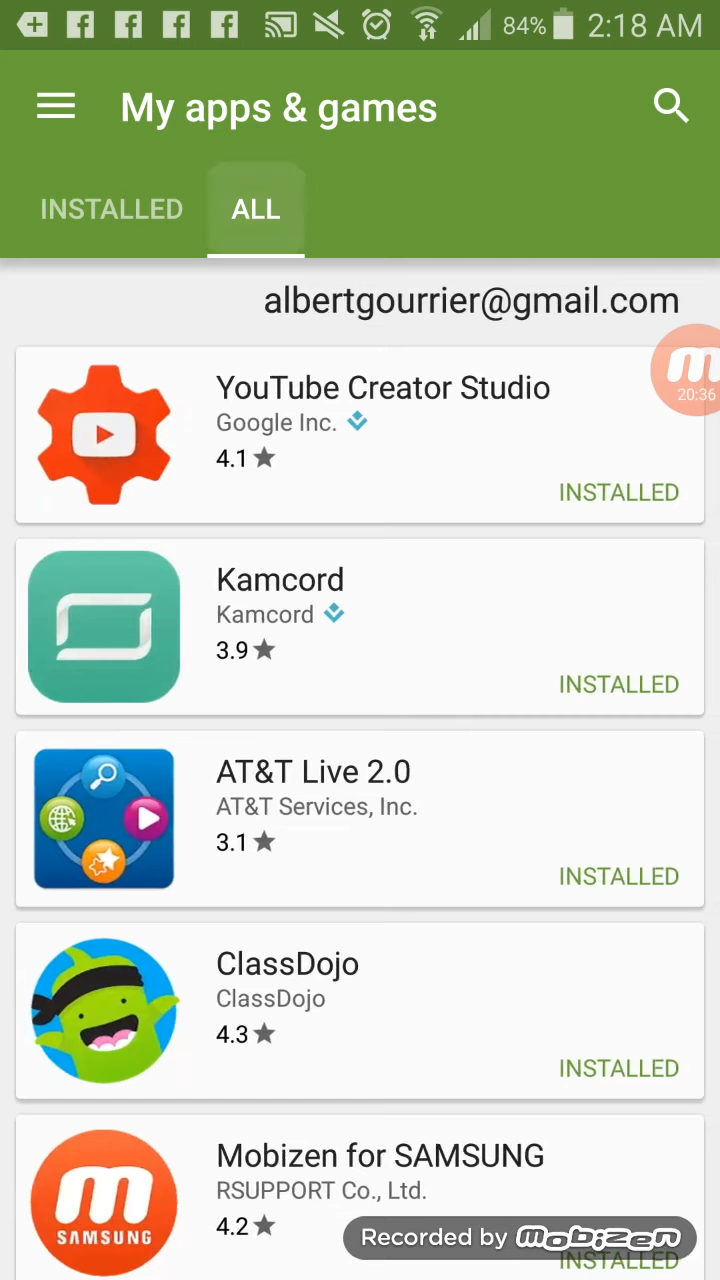 84% 2:18 AM
My apps & games
INSTALLED ALL
albertgourrier@gmail.com
YouTube Creator Studio
Google Inc.
4.1
INSTALLED
m
20:36
Kamcord
Kamcord
3.9
INSTALLED
AT&T Live 2.0
AT&T Services, Inc.
3.1
INSTALLED
ClassDojo
ClassDojo
4.3
INSTALLED
m
SAMSUNG
Mobizen for SAMSUNG
RSUPPORT Co., Ltd.
4.2
Recorded by mobizen
INSTALLED